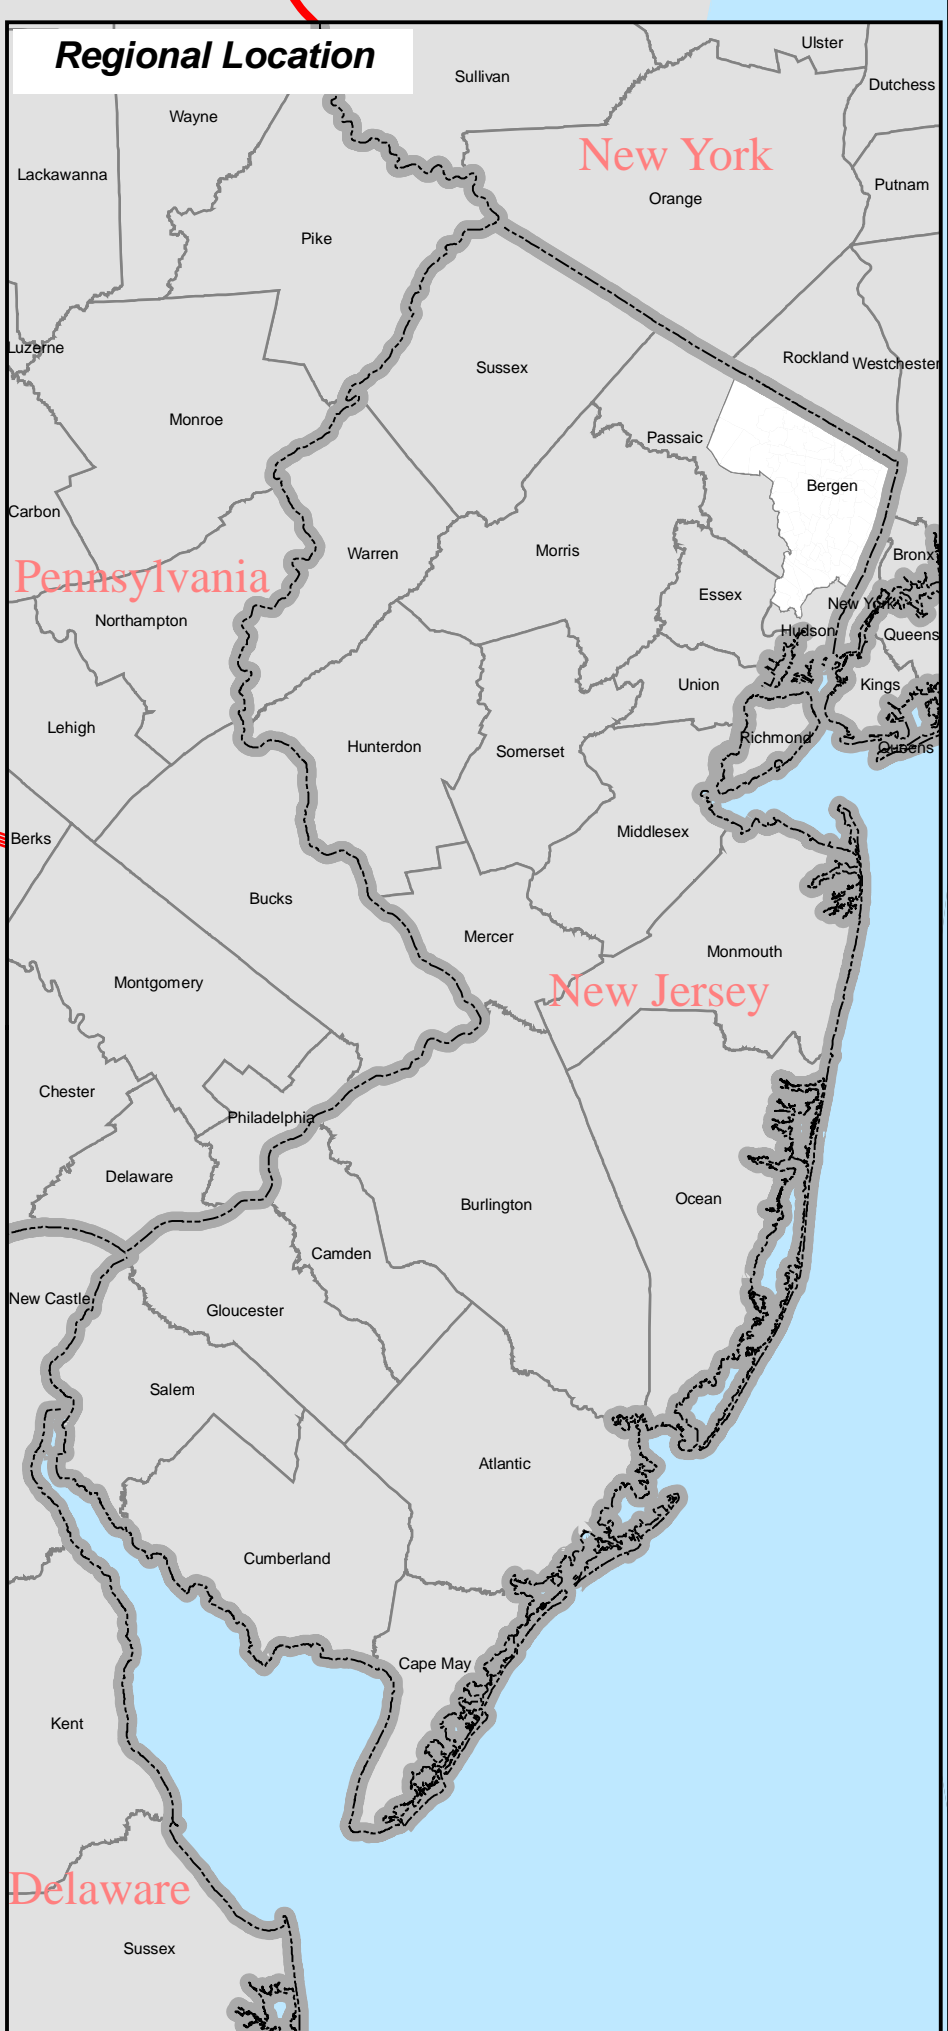 Regional Location
Ulster
Sullivan
Dutchess
Wayne
New York
Lackawanna
Putnam
Orange
Pike
Luzerne
Rockland
Westchester
Sussex
Monroe
Passaic
Bergen
Carbon
Warren
Morris
Bronx
Pennsylvania
Essex
New York
Northampton
Hudson
Queens
Union
Kings
Lehigh
Richmond
Hunterdon
Somerset
Queens
Middlesex
Berks
Bucks
Mercer
Monmouth
Montgomery
New Jersey
Chester
Philadelphia
Delaware
Ocean
Burlington
Camden
New Castle
Gloucester
Salem
Atlantic
Cumberland
Cape May
Kent
Delaware
Sussex